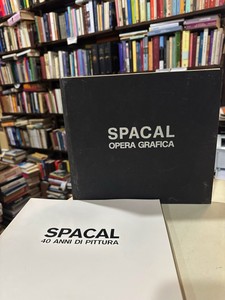 SPACAL
OPERA GRAFICA
SPACAL
40 ANNI DI PITTURA